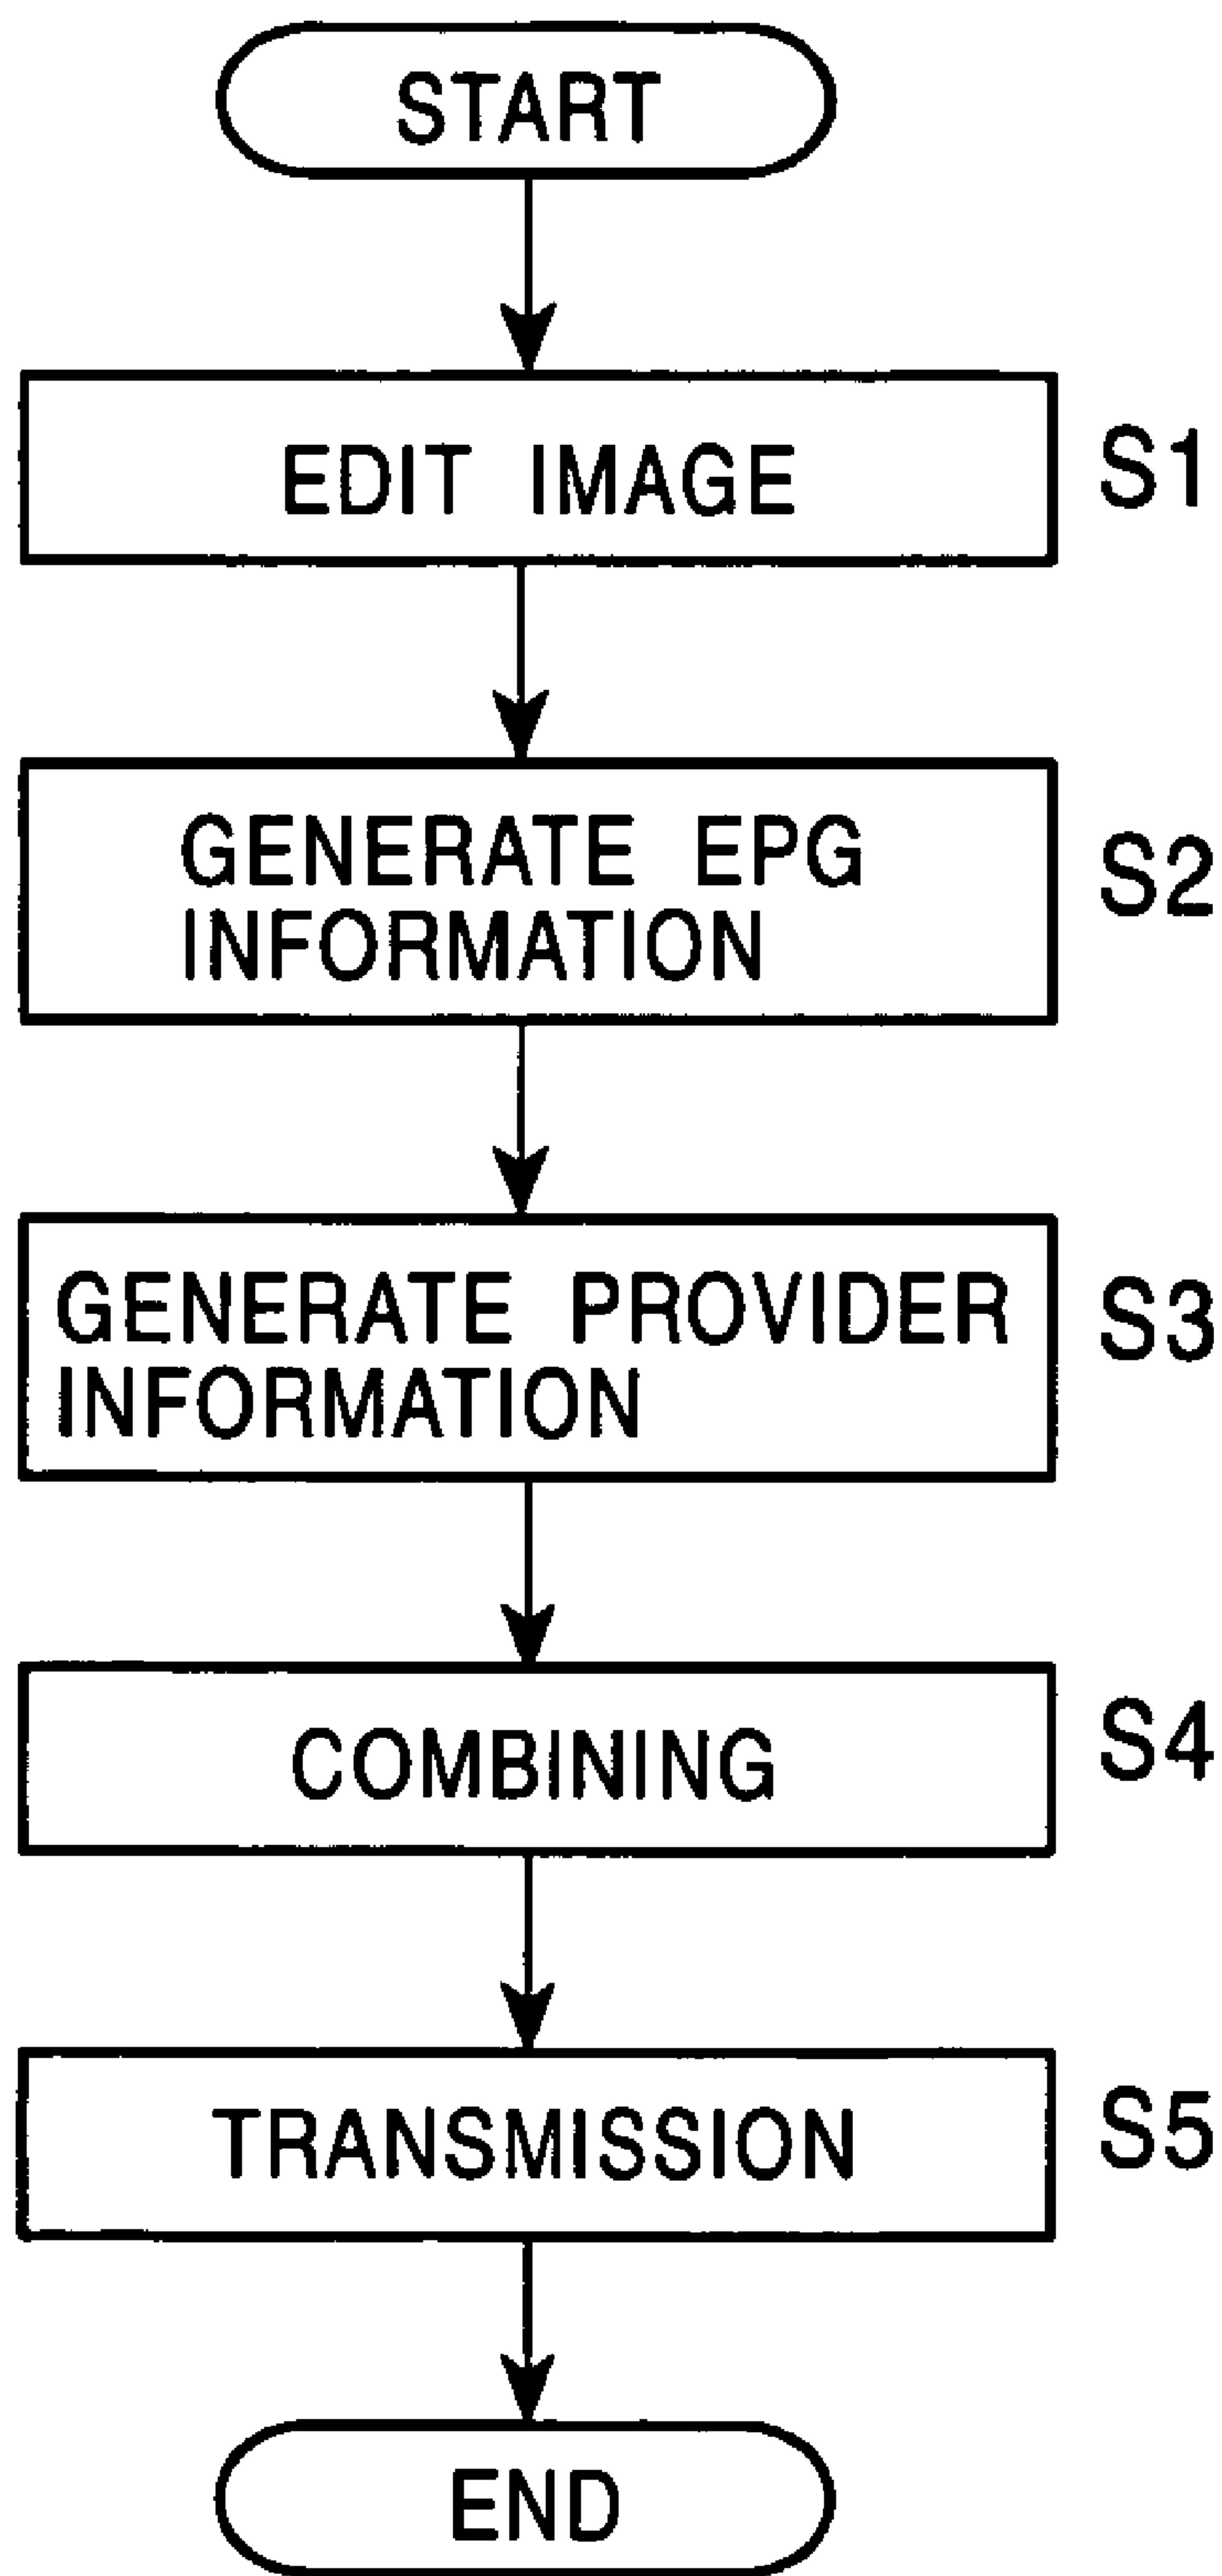 START
EDIT IMAGE
S1
GENERATE EPG
INFORMATION
S2
GENERATE PROVIDER
INFORMATION
S3
COMBINING
S4
TRANSMISSION
S5
END